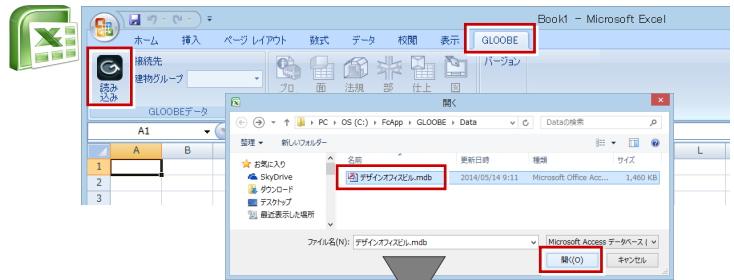 Book1 - Microsoft Excel
ホーム 挿入 ページ レイアウト 数式 データ 校閲 表示 GLOOBE
読み込み
接続先
建物グループ
プロ 面 法規 部 仕上 図
バージョン
GLOOBEデータ
A1
A B L
1
2
3
開く
PC OS (C:) FcApp GLOOBE Data
Dataの検索
整理 新しいフォルダー
お気に入り
SkyDrive
ダウンロード
デスクトップ
最近表示した場所
名前 更新日時 種類 サイズ
デザインオフィスビル.mdb 2014/05/14 9:11 Microsoft Office Acc... 1,460 KB
ファイル名(N): デザインオフィスビル.mdb
Microsoft Access データベース (
開く(O) キャンセル